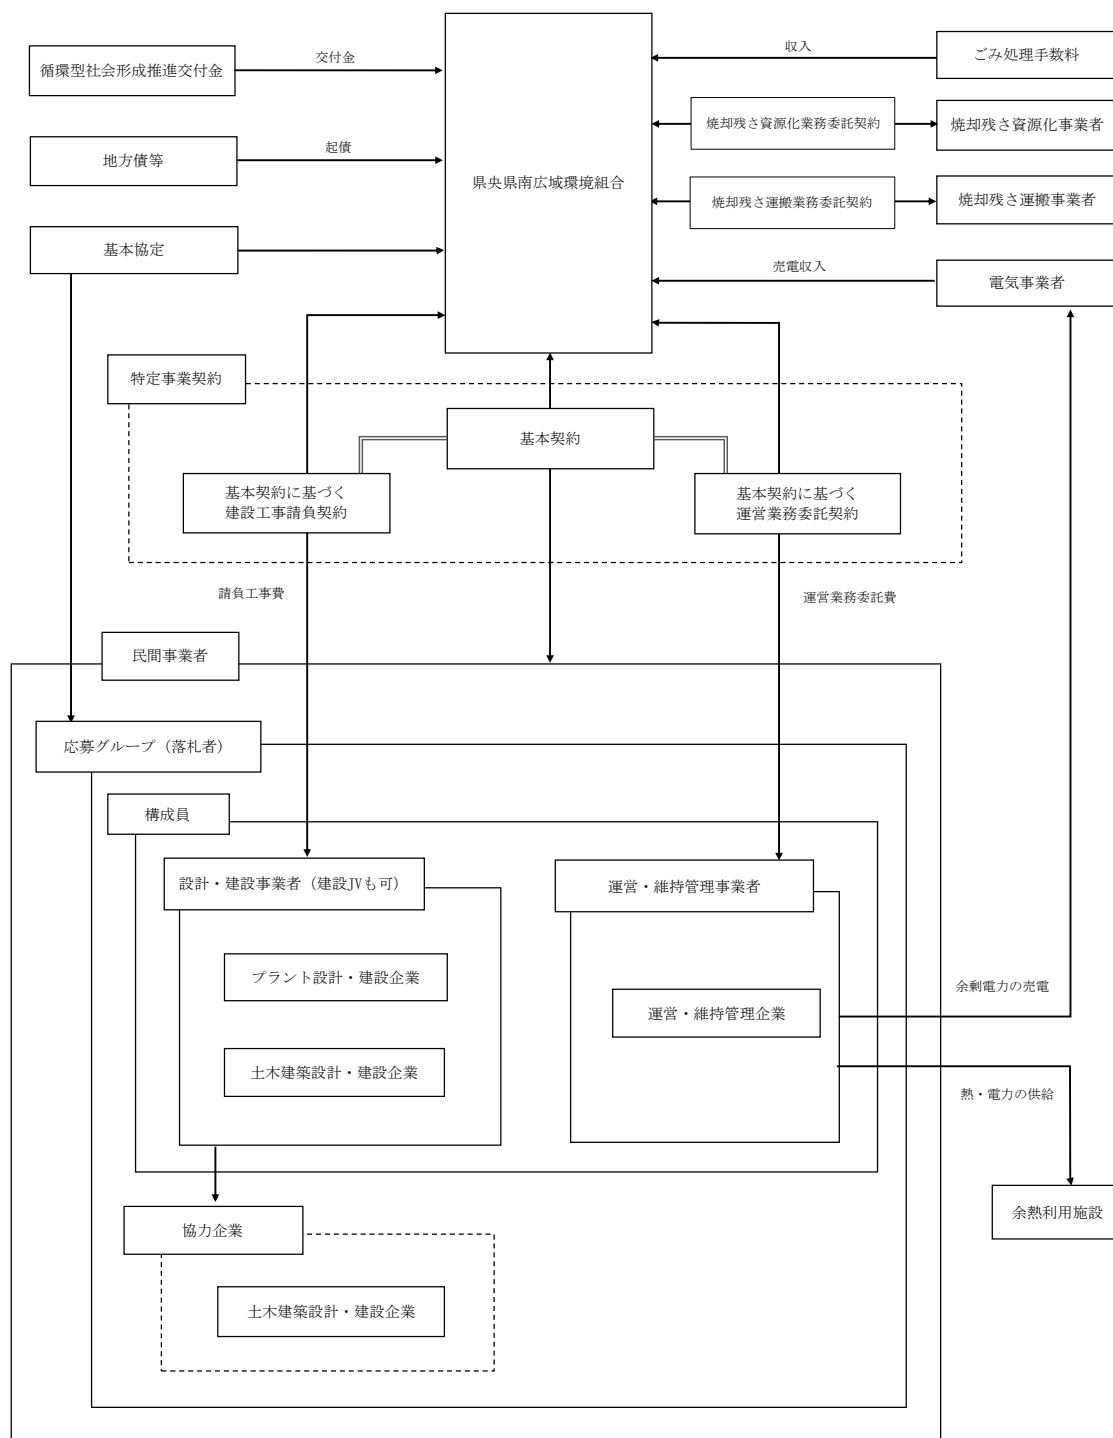 交付金
収入
循環型社会形成推進交付金
ごみ処理手数料
焼却残さ資源化業務委託契約
焼却残さ資源化事業者
地方債等
起債
県央県南広域環境組合
焼却残さ運搬業務委託契約
焼却残さ運搬事業者
基本協定
売電収入
電気事業者
特定事業契約
基本契約
基本契約に基づく
建設工事請負契約
基本契約に基づく
運営業務委託契約
請負工事費
運営業務委託費
民間事業者
応募グループ（落札者）
構成員
設計・建設事業者（建設JVも可）
運営・維持管理事業者
プラント設計・建設企業
余剰電力の売電
運営・維持管理企業
土木建築設計・建設企業
熱・電力の供給
余熱利用施設
協力企業
土木建築設計・建設企業